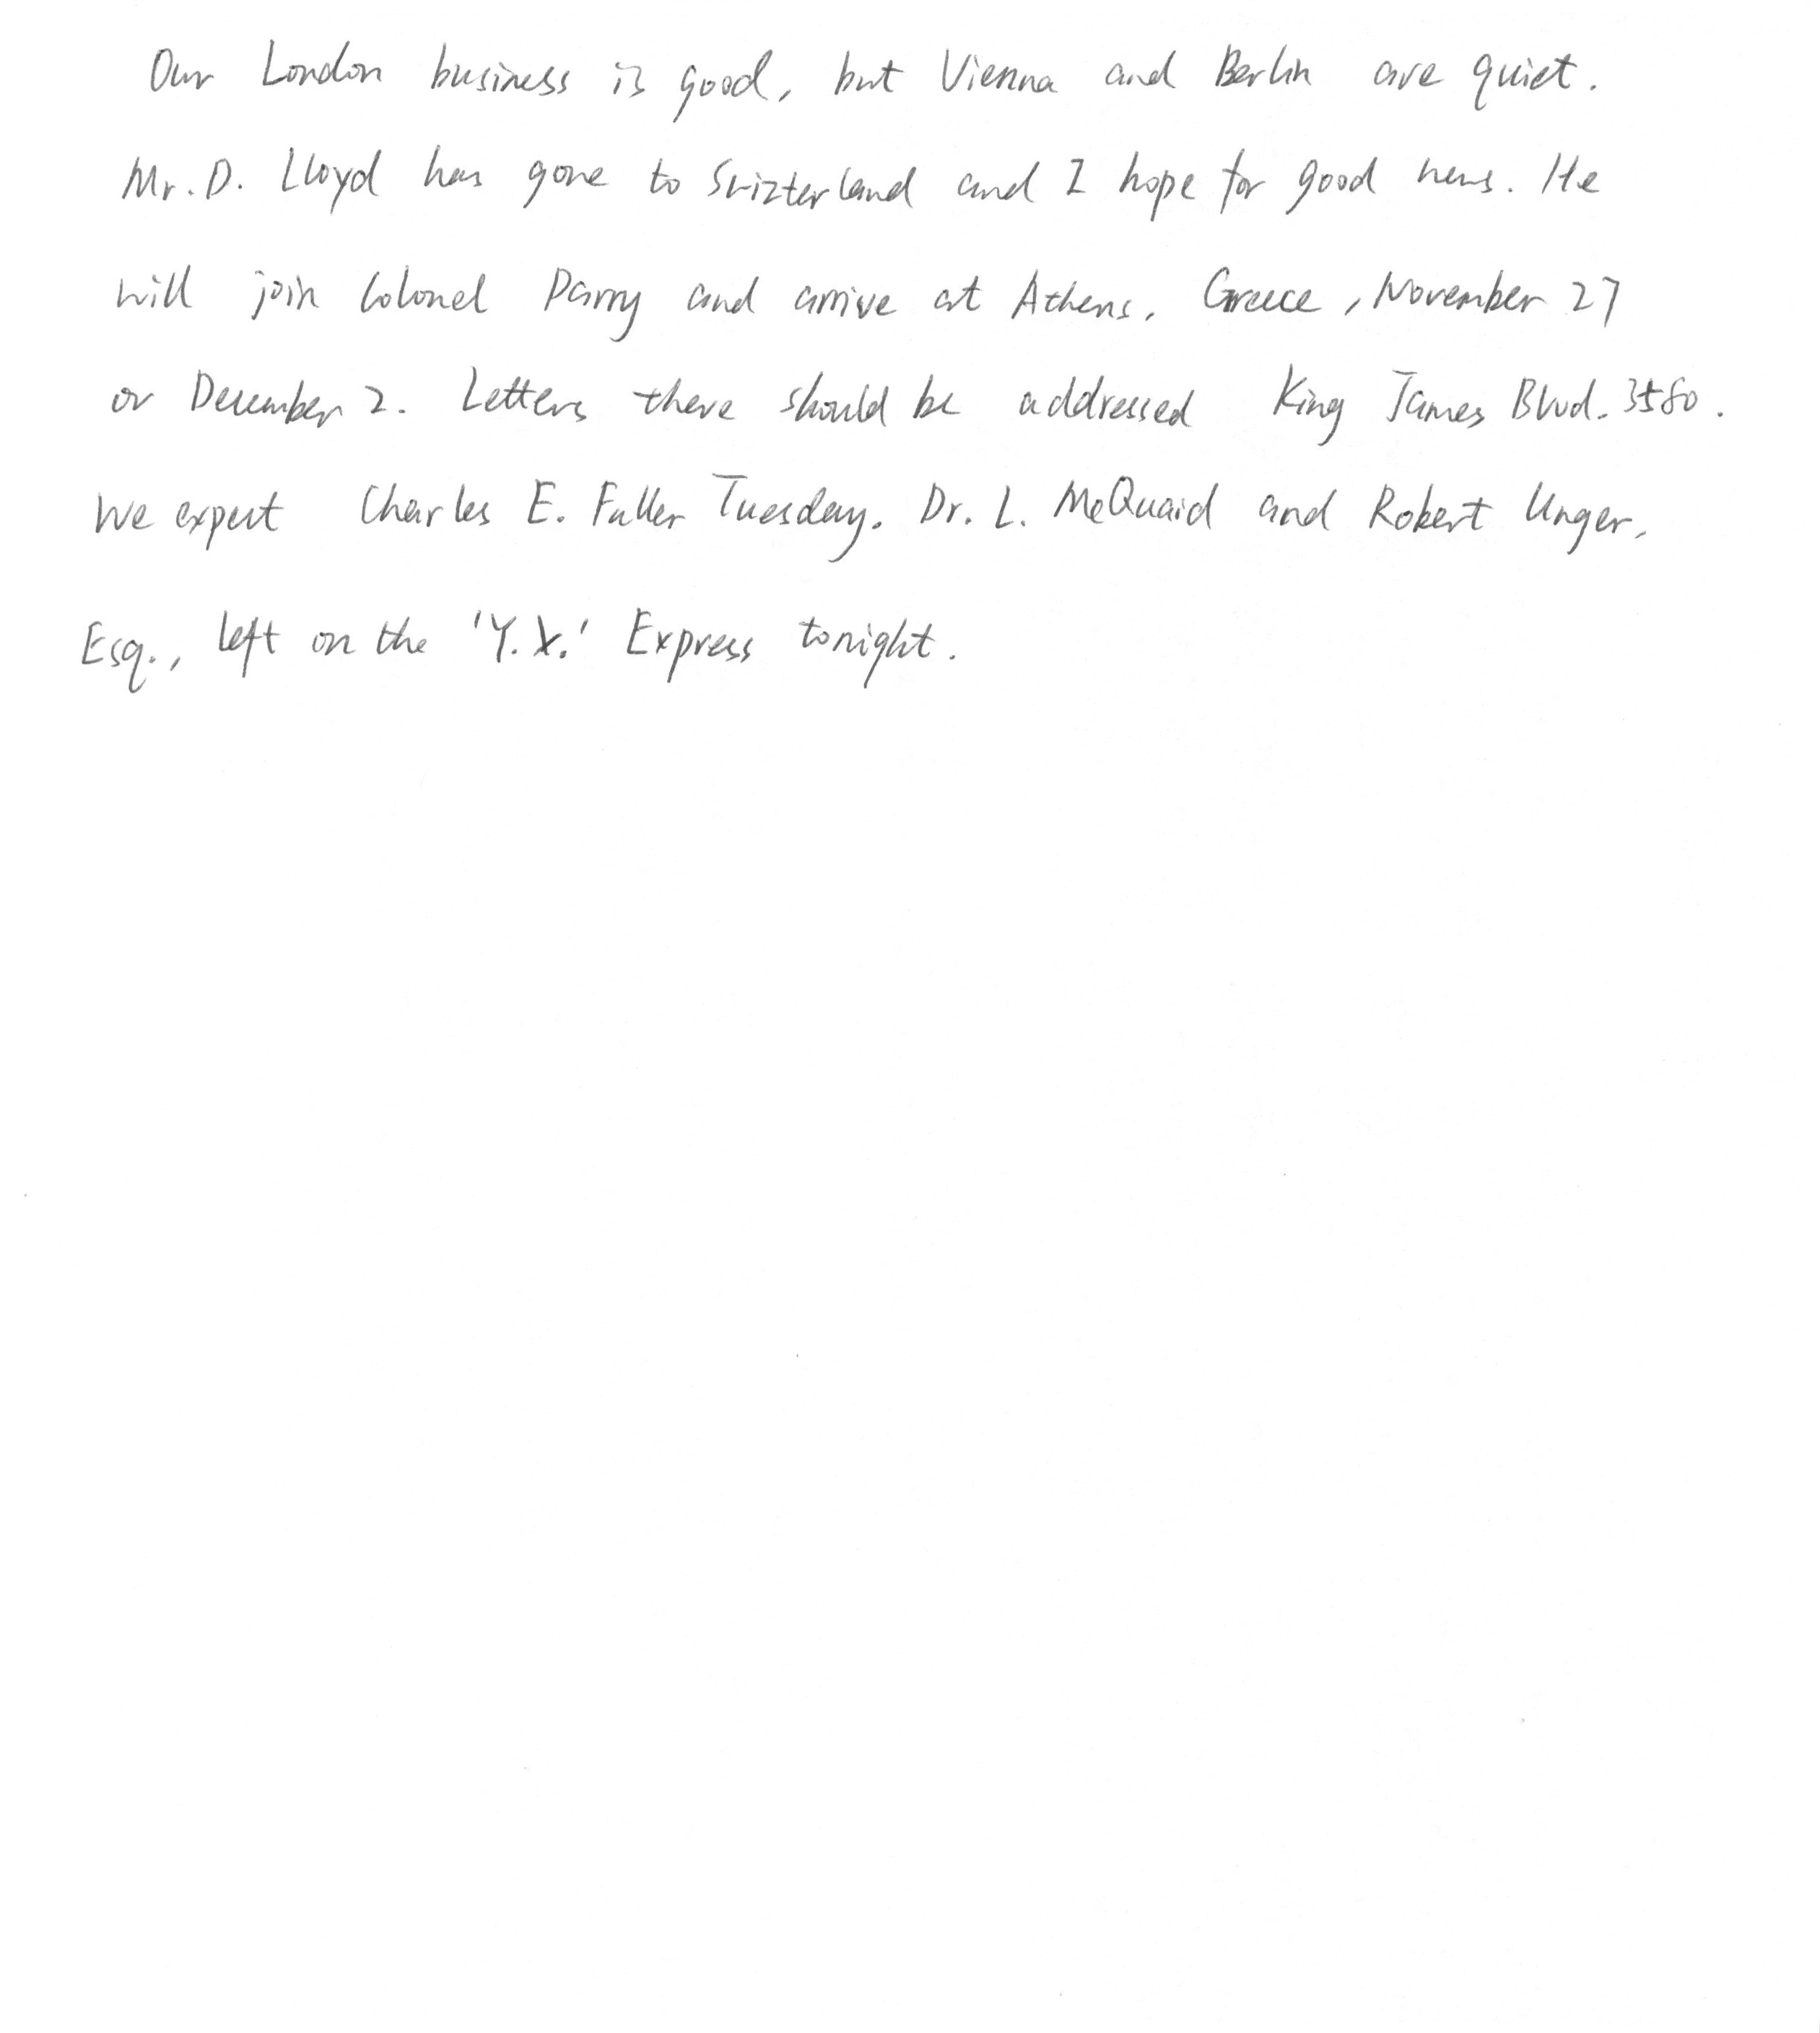 Our London business is good, but Vienna and Berlin are quiet.
Mr. D. Lloyd has gone to Swizterland and I hope for good news. He
will join Colonel Parry and arrive at Athens, Greece, November 27
or December 2. Letters there should be addressed King James Blvd. 3580.
We expect Charles E. Fuller Tuesday. Dr. L. McQuaid and Robert Unger,
Esq., left on the 'Y.X.' Express tonight.